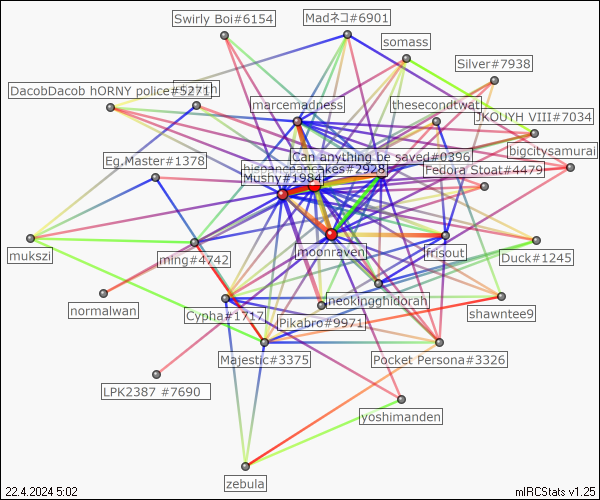 Swirly Boi#6154
Madネコ#6901
somass
Silver#7938
DacobDacob hORNY police#5271
marcemadness
thesecondtwat
JKOUYH VIII#7034
bigcitysamurai
Eg.Master#1378
Can anything be saved#0396
hispanicpancakes#2928
Fedora Stoat#4479
Mushy#1984
mukszi
ming#4742
moonraven
frisout
Duck#1245
normalwan
Cypha#1717
neokingghidorah
Pikabro#9971
shawntee9
Majestic#3375
Pocket Persona#3326
LPK2387 #7690
yoshimanden
zebula
22.4.2024 5:02
mIRCStats v1.25